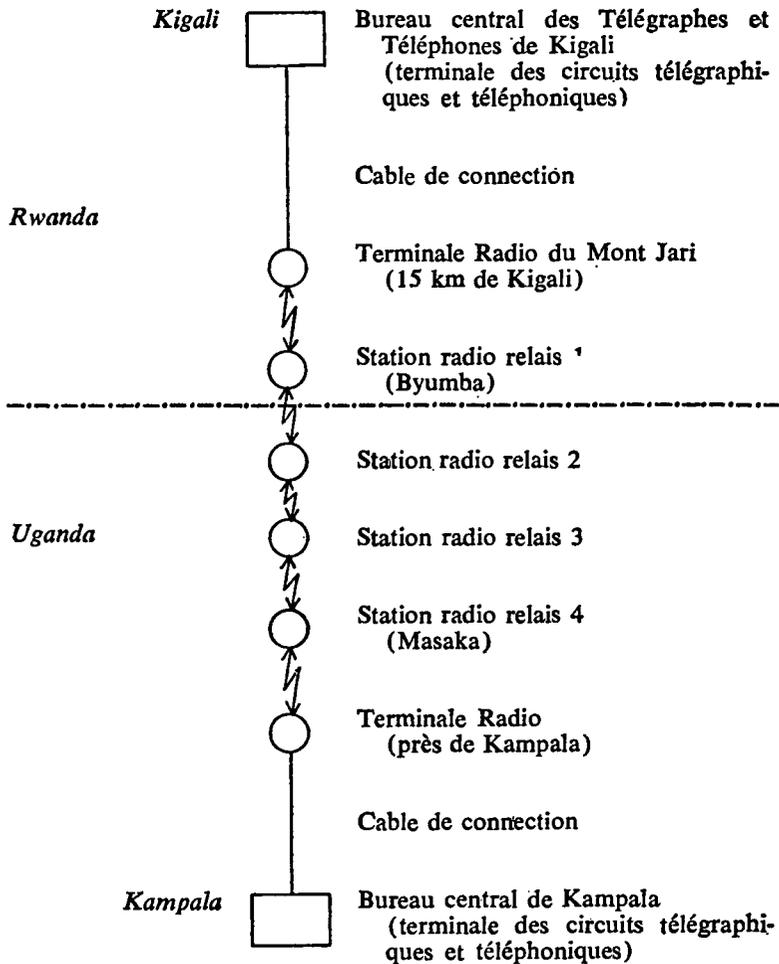 Kigali
Bureau central des Télégraphes et
Téléphones de Kigali
(terminale des circuits télégraphi-
ques et téléphoniques)
Cable de connection
Rwanda
Terminale Radio du Mont Jari
(15 km de Kigali)
Station radio relais
(Byumba)
Station radio relais 2
Uganda
Station radio relais 3
Station radio relais 4
(Masaka)
Terminale Radio
(près de Kampala)
Cable de connection
Kampala
Bureau central de Kampala
(terminale des circuits télégraphi-
ques et téléphoniques)